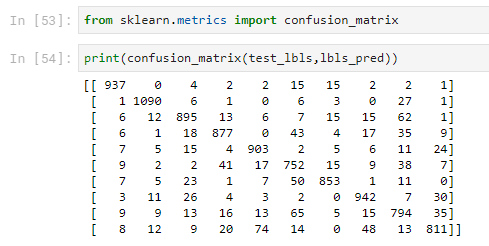 In [53]: from sklearn.metrics import confusion_matrix
In [54]: print(confusion_matrix(test_lbls,lbls_pred))
[[ 937 0 4 2 2 15 15 2 2 1]
[ 1 1090 6 1 0 6 3 0 27 1]
[ 6 12 895 13 6 7 15 15 62 1]
[ 6 1 18 877 0 43 4 17 35 9]
[ 7 5 15 4 903 2 5 6 11 24]
[ 9 2 2 41 17 752 15 9 38 7]
[ 7 5 23 1 7 50 853 1 11 0]
[ 3 11 26 4 3 2 0 942 7 30]
[ 9 9 13 16 13 65 5 15 794 35]
[ 8 12 9 20 74 14 0 48 13 811]]